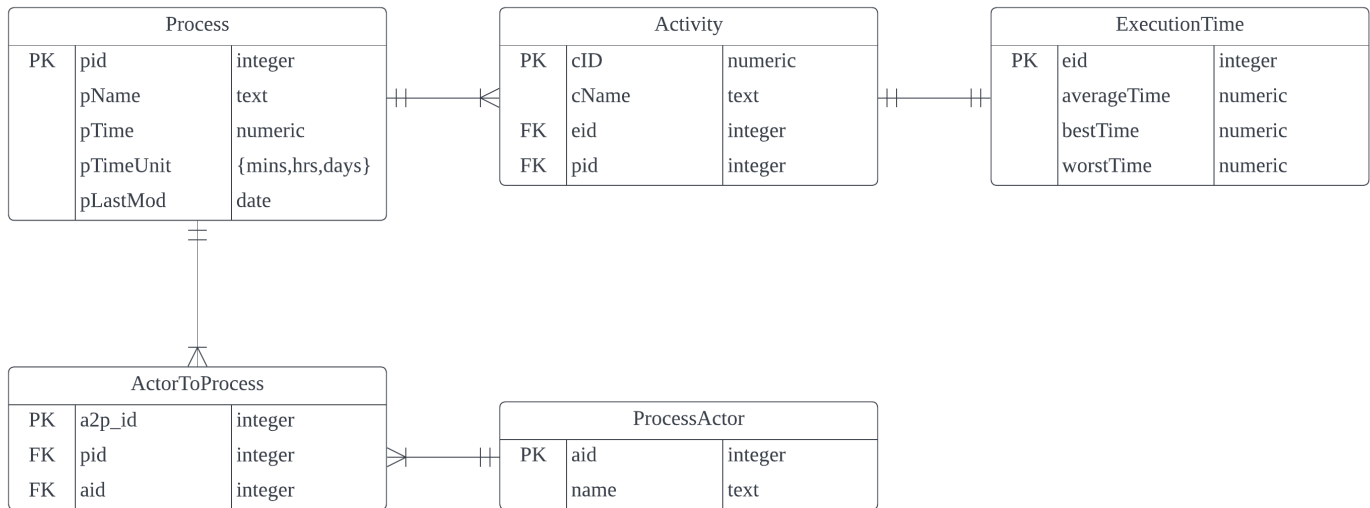 Process
PK pid integer
pName text
pTime numeric
pTimeUnit {mins,hrs,days}
pLastMod date
Activity
PK cID numeric
cName text
FK eid integer
FK pid integer
ExecutionTime
PK eid integer
averageTime numeric
bestTime numeric
worstTime numeric
ActorToProcess
PK a2p_id integer
FK pid integer
FK aid integer
ProcessActor
PK aid integer
name text